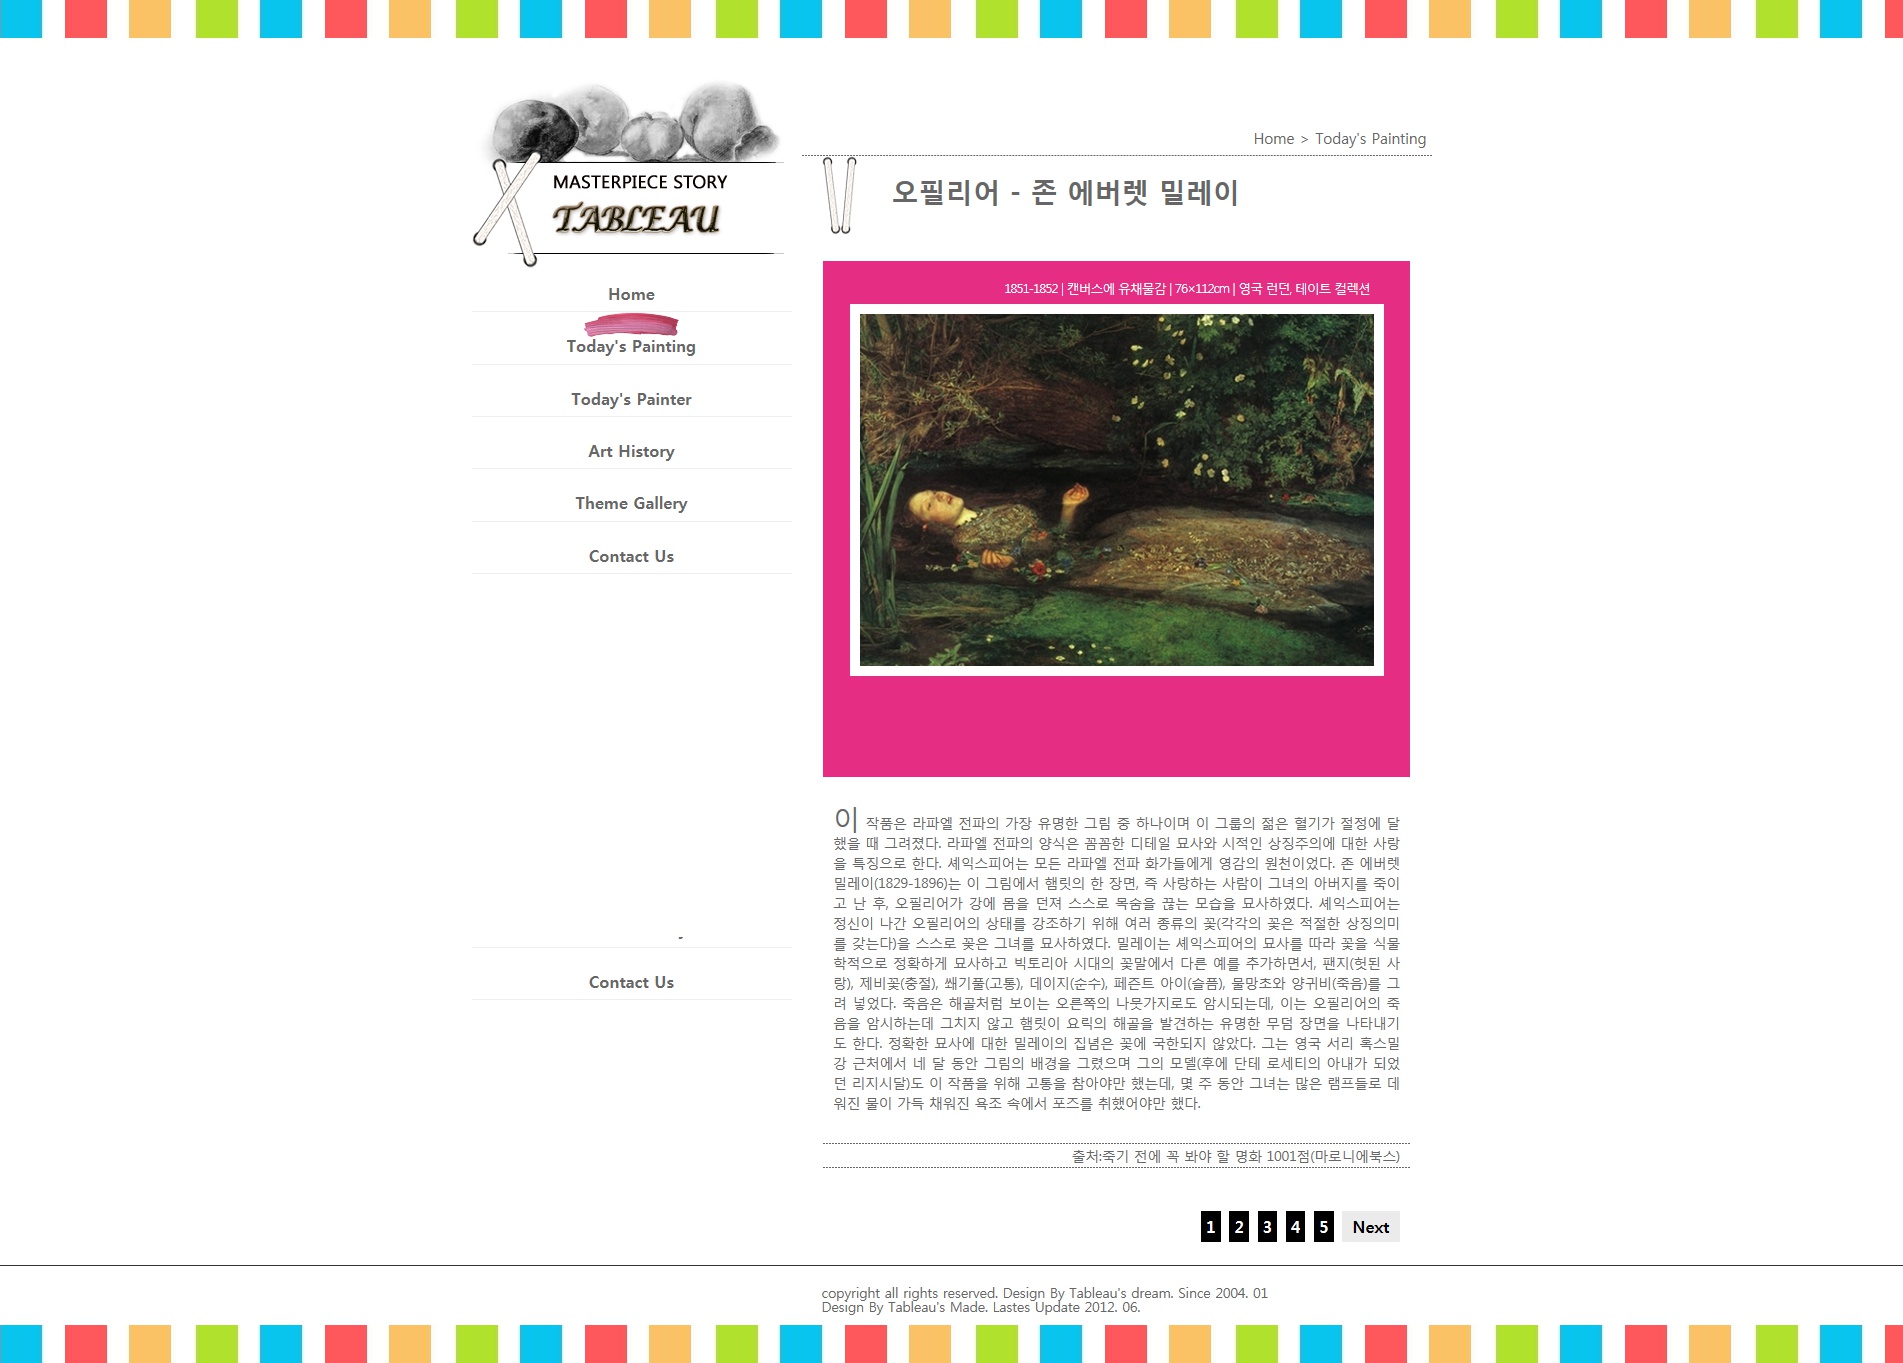 Home > Today's Painting
MASTERPIECE STORY
TABLEAU
오필리어 - 존 에버렛 밀레이
Home
Today's Painting
Today's Painter
Art History
Theme Gallery
Contact Us
-
Contact Us
1851-1852 | 캔버스에 유채물감 | 76×112cm | 영국 런던, 테이트 컬렉션
이 작품은 라파엘 전파의 가장 유명한 그림 중 하나이며 이 그룹의 젊은 혈기가 절정에 달
했을 때 그려졌다. 라파엘 전파의 양식은 꼼꼼한 디테일 묘사와 시적인 상징주의에 대한 사랑
을 특징으로 한다. 셰익스피어는 모든 라파엘 전파 화가들에게 영감의 원천이었다. 존 에버렛
밀레이(1829-1896)는 이 그림에서 햄릿의 한 장면, 즉 사랑하는 사람이 그녀의 아버지를 죽이
고 난 후, 오필리어가 강에 몸을 던져 스스로 목숨을 끊는 모습을 묘사하였다. 셰익스피어는
정신이 나간 오필리어의 상태를 강조하기 위해 여러 종류의 꽃(각각의 꽃은 적절한 상징의미
를 갖는다)을 스스로 꽂은 그녀를 묘사하였다. 밀레이는 셰익스피어의 묘사를 따라 꽃을 식물
학적으로 정확하게 묘사하고 빅토리아 시대의 꽃말에서 다른 예를 추가하면서, 팬지(헛된 사
랑), 제비꽃(충절), 쐐기풀(고통), 데이지(순수), 페즌트 아이(슬픔), 물망초와 양귀비(죽음)를 그
려 넣었다. 죽음은 해골처럼 보이는 오른쪽의 나뭇가지로도 암시되는데, 이는 오필리어의 죽
음을 암시하는데 그치지 않고 햄릿이 요릭의 해골을 발견하는 유명한 무덤 장면을 나타내기
도 한다. 정확한 묘사에 대한 밀레이의 집념은 꽃에 국한되지 않았다. 그는 영국 서리 혹스밀
강 근처에서 네 달 동안 그림의 배경을 그렸으며 그의 모델(후에 단테 로세티의 아내가 되었
던 리지시달)도 이 작품을 위해 고통을 참아야만 했는데, 몇 주 동안 그녀는 많은 램프들로 데
워진 물이 가득 채워진 욕조 속에서 포즈를 취했어야만 했다.
출처:죽기 전에 꼭 봐야 할 명화 1001점(마로니에북스)
1 2 3 4 5 Next
copyright all rights reserved. Design By Tableau's dream. Since 2004. 01
Design By Tableau's Made. Lastes Update 2012. 06.